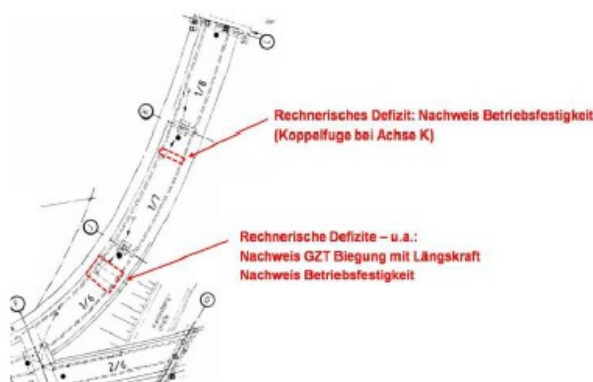 1/8
Rechnerisches Defizit: Nachweis Betriebsfestigkeit
(Koppelfuge bei Achse K)
1/7
Rechnerische Defizite – u.a.:
Nachweis GZT Biegung mit Längskraft
Nachweis Betriebsfestigkeit
1/6
2/6